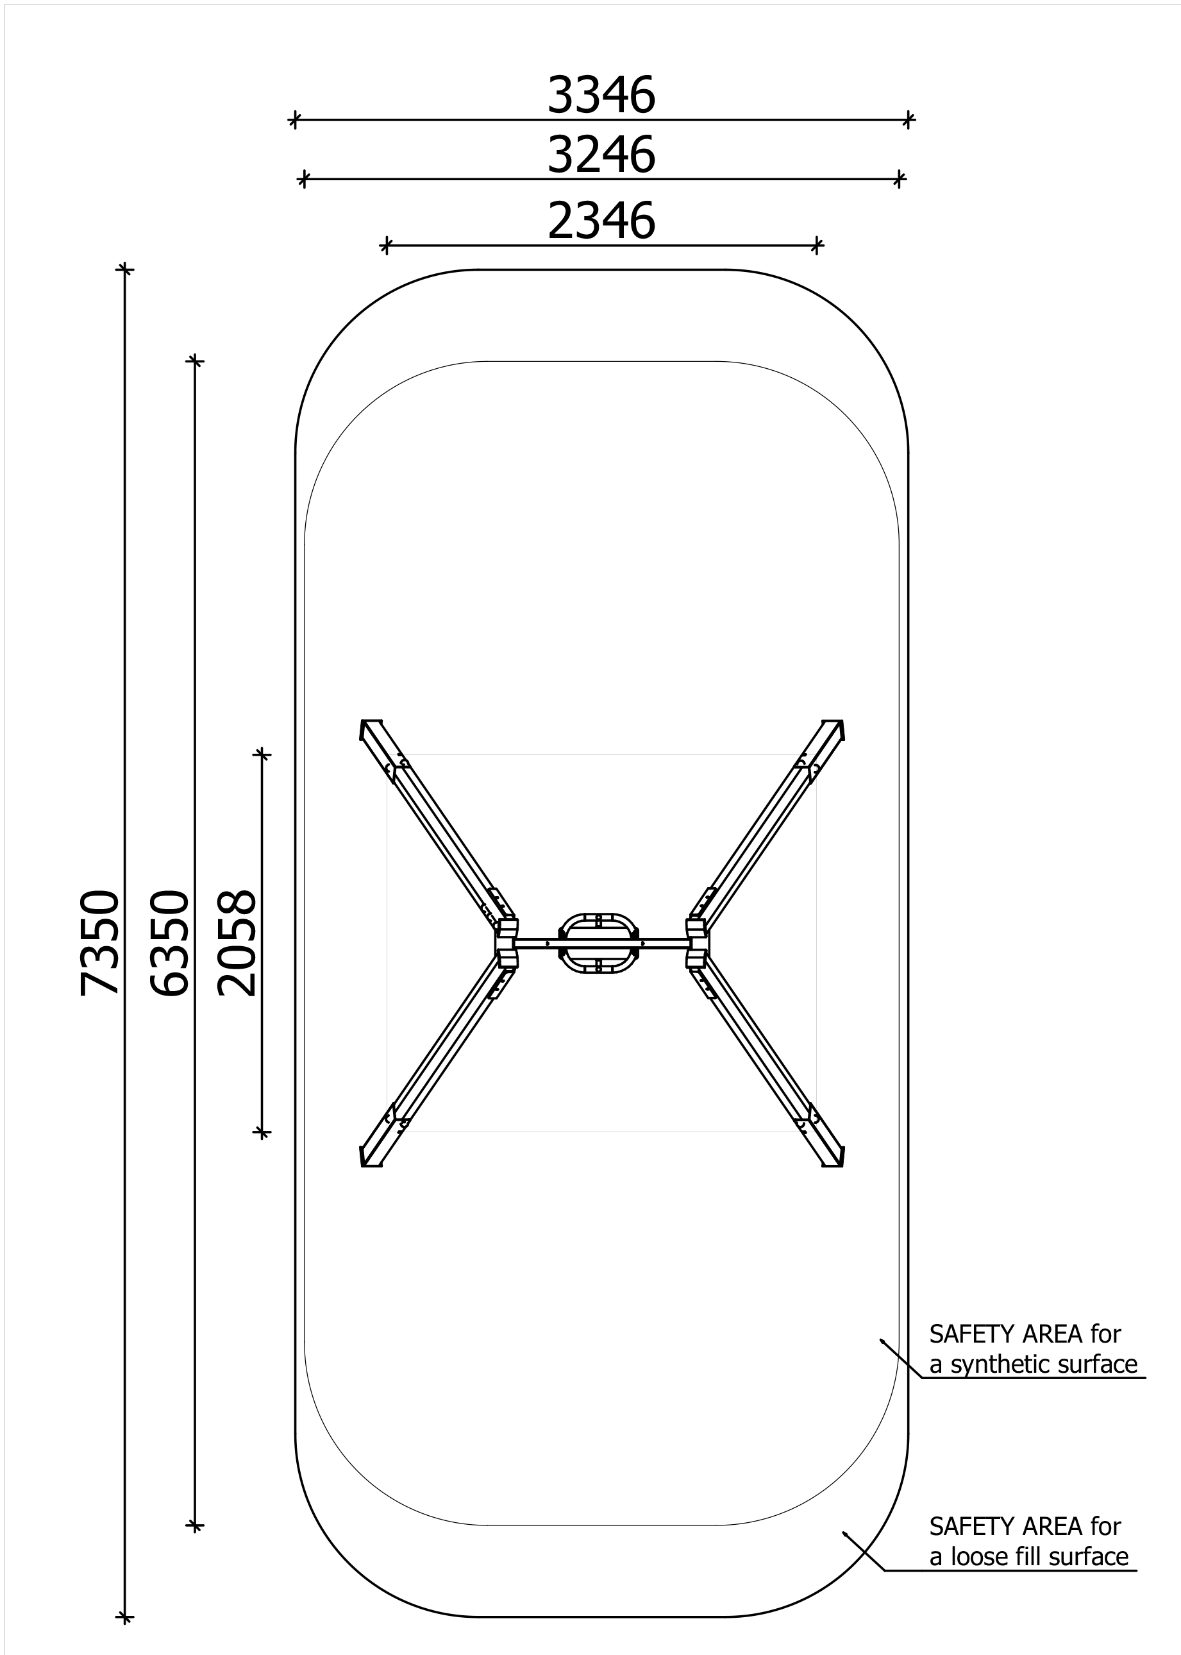 3346
3246
2346
7350
6350
2058
SAFETY AREA for
a synthetic surface
SAFETY AREA for
a loose fill surface